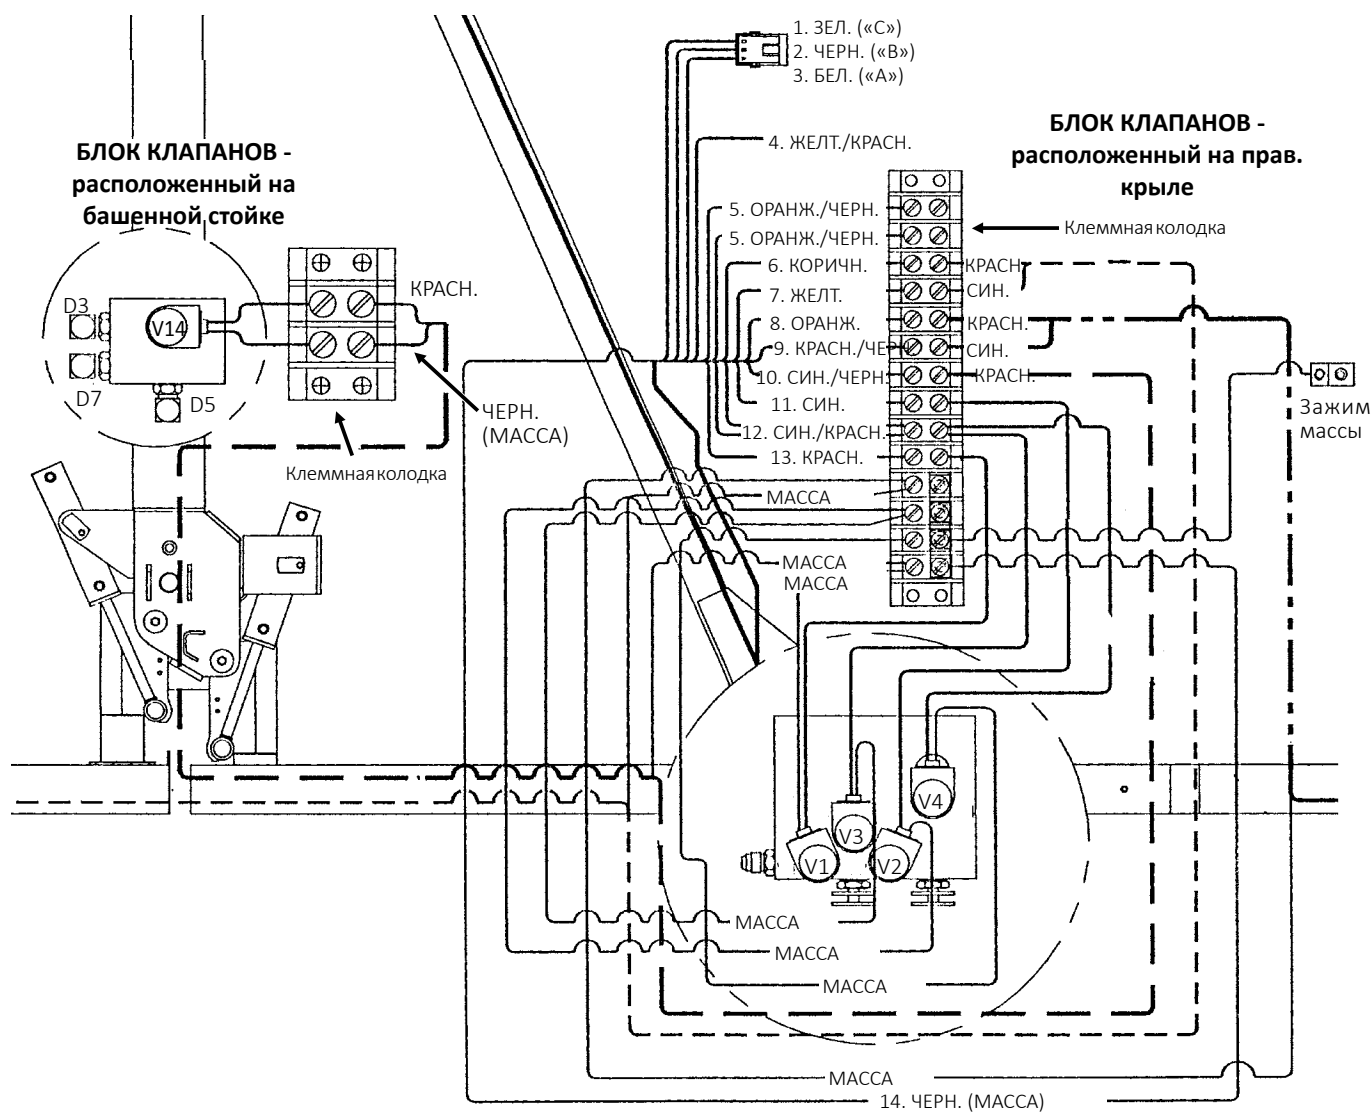 1. ЗЕЛ. («С»)
2. ЧЕРН. («В»)
3. БЕЛ. («А»)
БЛОК КЛАПАНОВ -
расположенный на
башенной стойке
БЛОК КЛАПАНОВ -
расположенный на прав.
крыле
4. ЖЕЛТ./КРАСН.
5. ОРАНЖ./ЧЕРН.
Клеммная колодка
5. ОРАНЖ./ЧЕРН.
6. КОРИЧН.
КРАСН.
КРАСН.
7. ЖЕЛТ.
СИН.
D3
V14
8. ОРАНЖ.
КРАСН.
9. КРАСН./ЧЕРН
СИН.
10. СИН./ЧЕРН.
КРАСН.
D7
D5
11. СИН.
ЧЕРН.
(МАССА)
Зажим
массы
12. СИН./КРАСН.
13. КРАСН.
Клеммная колодка
МАССА
МАССА
МАССА
V4
V3
V1
V2
МАССА
МАССА
МАССА
МАССА
14. ЧЕРН. (МАССА)